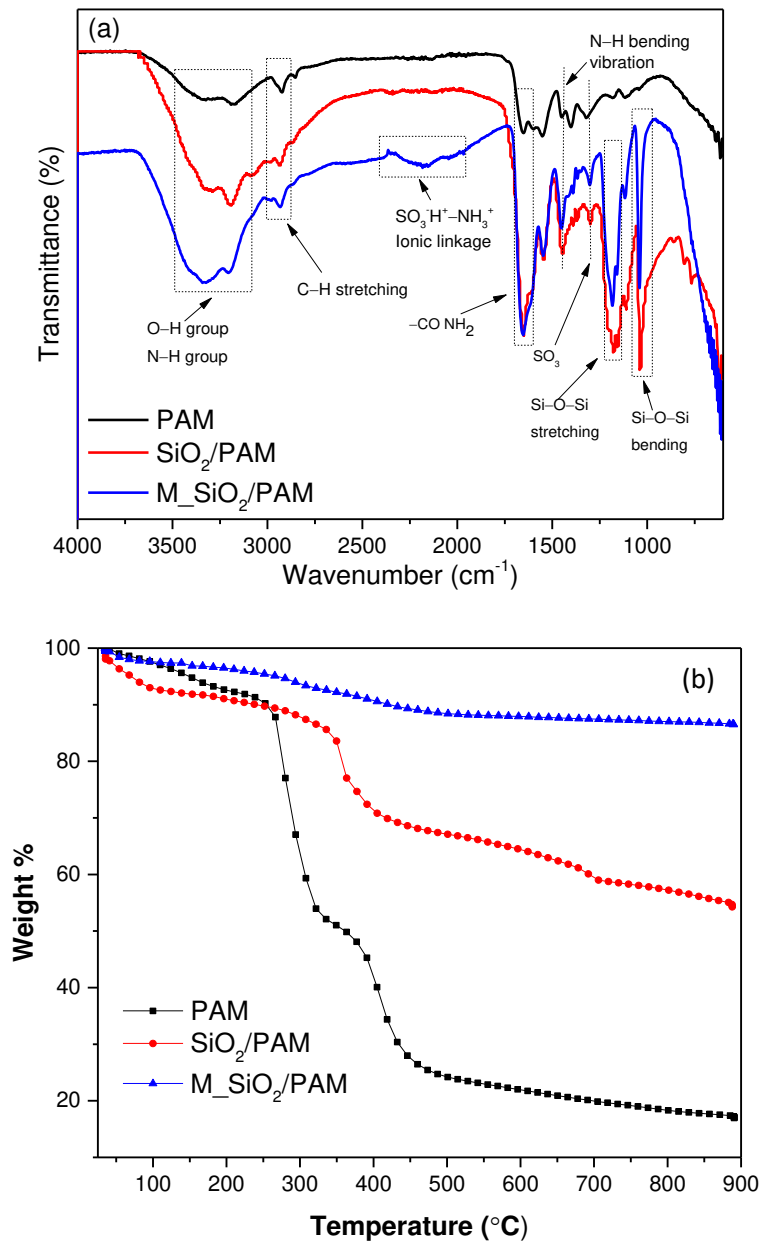 (a)
N–H bending
vibration
SO₃⁻H⁺–NH₃⁺
Ionic linkage
C–H stretching
O–H group
N–H group
–CO NH₂
SO₃
Si–O–Si
stretching
Si–O–Si
bending
PAM
SiO₂/PAM
M_SiO₂/PAM
Transmittance (%)
4000 3500 3000 2500 2000 1500 1000
Wavenumber (cm⁻¹)
(b)
100
80
60
40
20
Weight %
PAM
SiO₂/PAM
M_SiO₂/PAM
100 200 300 400 500 600 700 800 900
Temperature (°C)